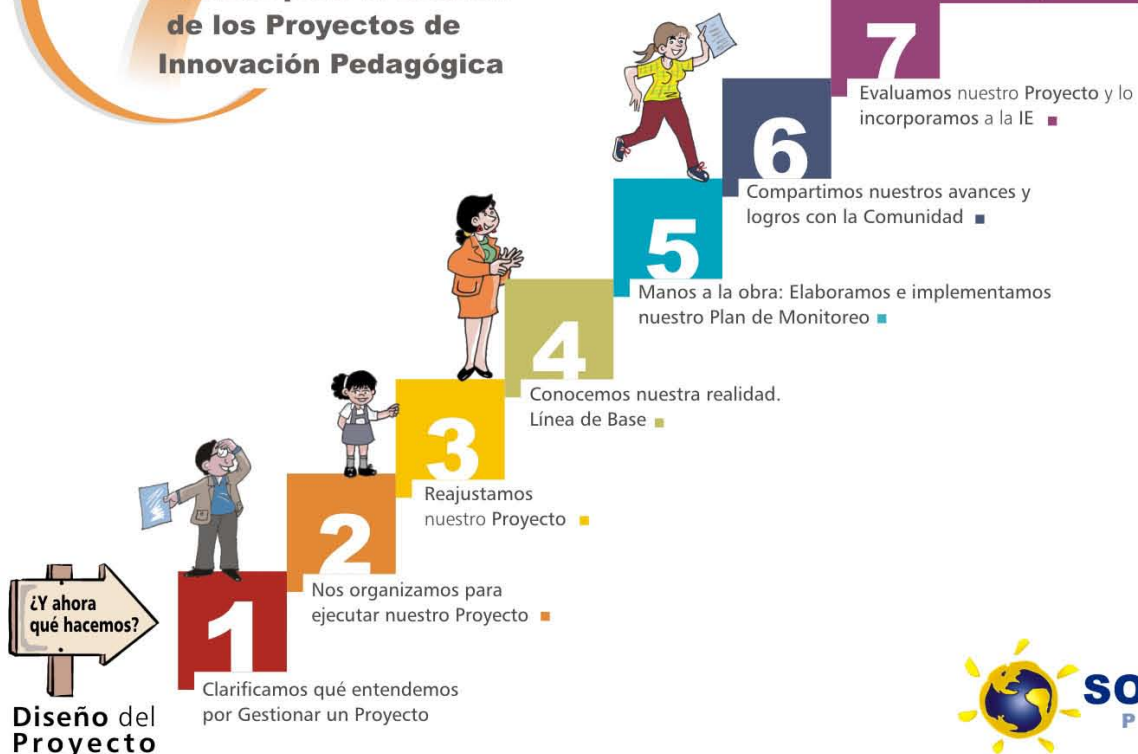 de los Proyectos de
Innovación Pedagógica
7
Evaluamos nuestro Proyecto y lo
incorporamos a la IE
6
Compartimos nuestros avances y
logros con la Comunidad
5
Manos a la obra: Elaboramos e implementamos
nuestro Plan de Monitoreo
4
Conocemos nuestra realidad.
Línea de Base
3
Reajustamos
nuestro Proyecto
2
Nos organizamos para
ejecutar nuestro Proyecto
1
Clarificamos qué entendemos
por Gestionar un Proyecto
¿Y ahora
qué hacemos?
Diseño del
Proyecto